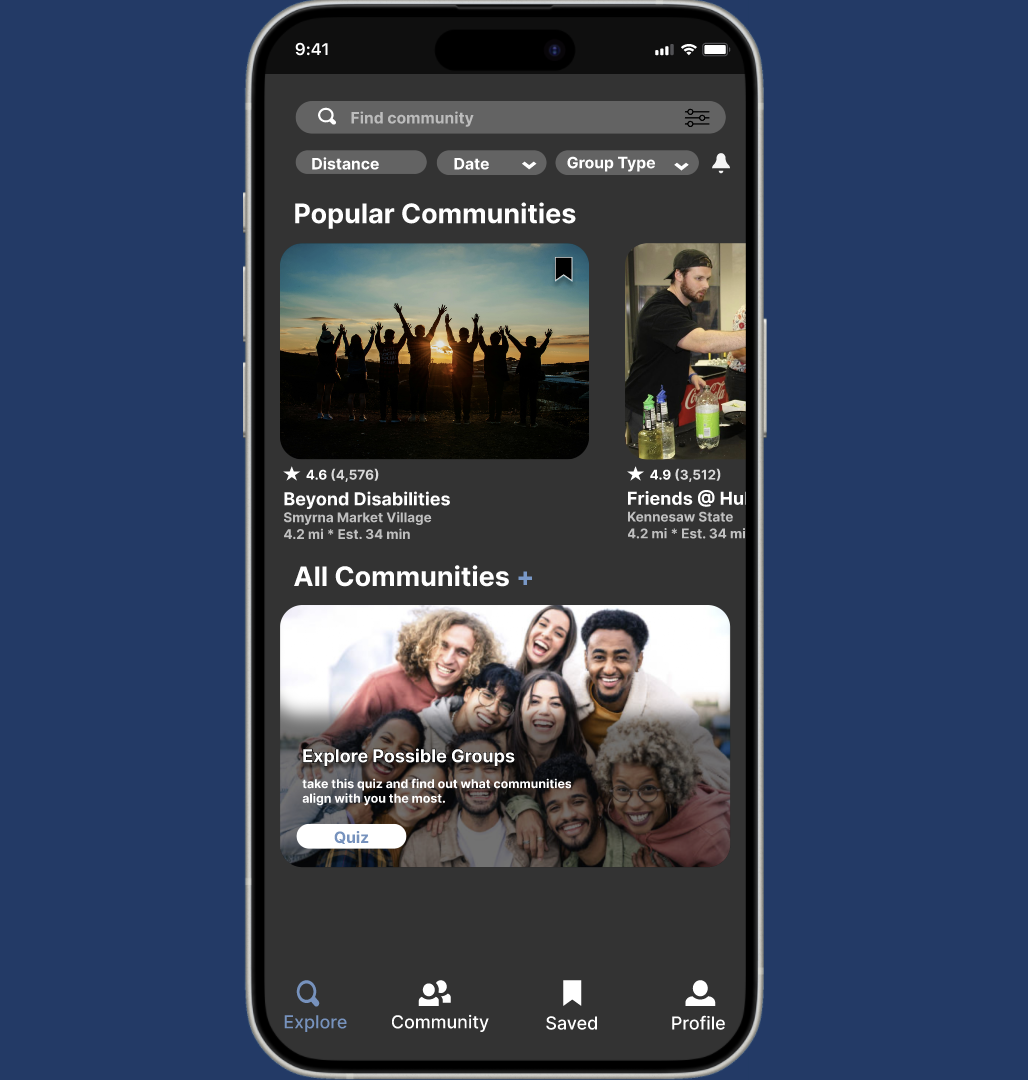 9:41
Find community
Distance
Date
Group Type
Popular Communities
Coca-Cola
4.6 (4,576)
4.9 (3,512)
Beyond Disabilities
Friends @
Smyrna Market Village
Kennesaw State
4.2 mi * Est. 34 min
4.2 mi * Est. 34 mi
All Communities +
Explore Possible Groups
take this quiz and find out what communities
align with you the most.
Quiz
Explore
Community
Saved
Profile